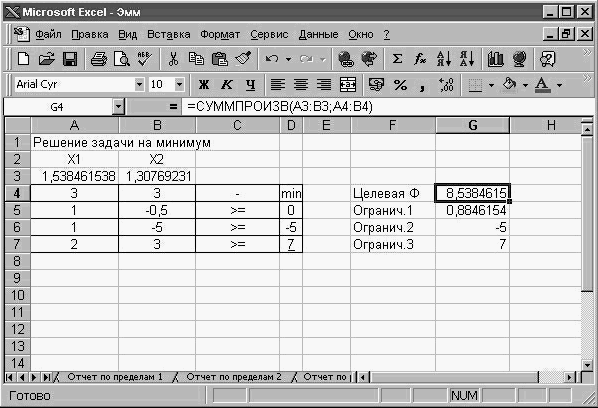 Microsoft Excel - Эмм
Файл Правка Вид Вставка Формат Сервис Данные Окно ?
Arial Cyr 10 Ж К Ч % , ,00
G4 = =СУММПРОИЗВ(A3:B3;A4:B4)
A B C D E F G H
1 Решение задачи на минимум
2 X1 X2
3 1,538461538 1,30769231
4 3 3 - min Целевая Ф 8,5384615
5 1 -0,5 >= 0 Огранич.1 0,8846154
6 1 -5 >= -5 Огранич.2 -5
7 2 3 >= 7 Огранич.3 7
8
9
10
11
12
13
14
Отчет по пределам 1 Отчет по пределам 2 Отчет по
Готово NUM